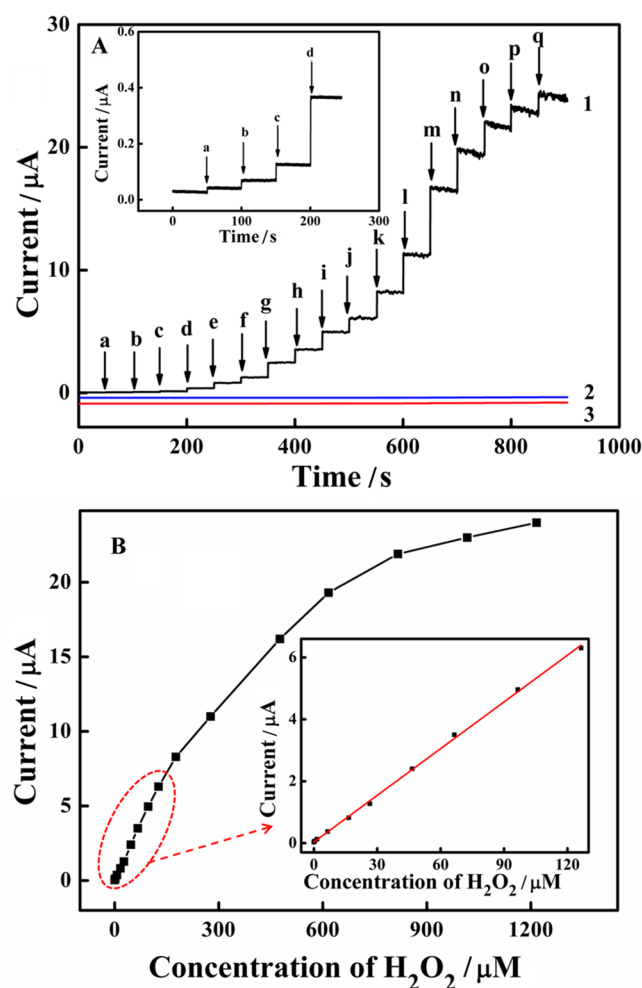 A
30
20
10
0
Current /μA
0.6
0.4
0.2
0.0
Current /μA
a
b
c
d
0 100 200 300
Time /s
a b c d e f g h i j k l m n o p q
1
2
3
0 200 400 600 800 1000
Time /s
B
20
15
10
5
0
Current /μA
6
4
2
0
Current /μA
0 30 60 90 120
Concentration of H₂O₂ /μM
0 300 600 900 1200
Concentration of H₂O₂ /μM